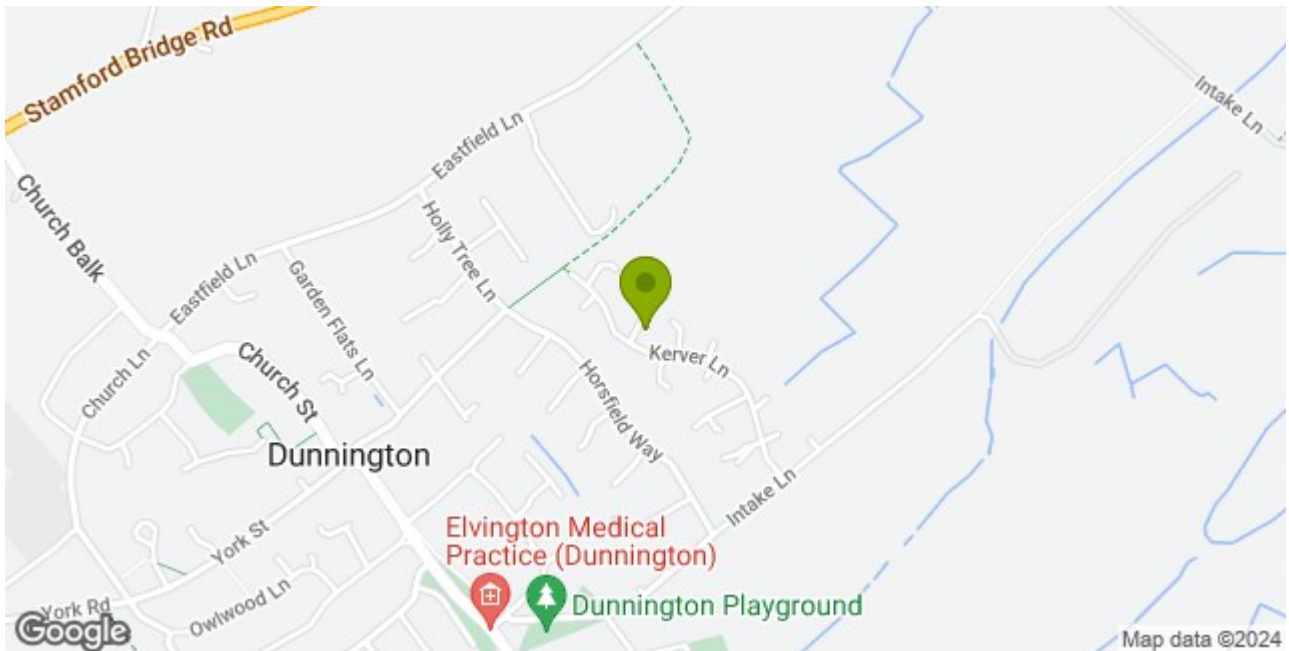 Stamford Bridge Rd
Intake Ln
Eastfield Ln
Church Balk
Holly Tree Ln
Eastfield Ln
Garden Flats Ln
Church Ln
Church St
Kerver Ln
Horsfield Way
Dunnington
Intake Ln
York St
Elvington Medical
Practice (Dunnington)
Owlwood Ln
York Rd
Dunnington Playground
Google
Map data ©2024